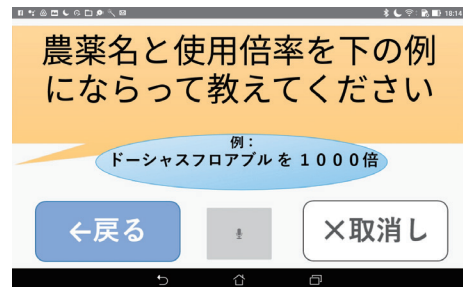 18:14
農薬名と使用倍率を下の例
にならって教えてください
例：
ドーシャスフロアブル を １０００倍
←戻る
×取消し